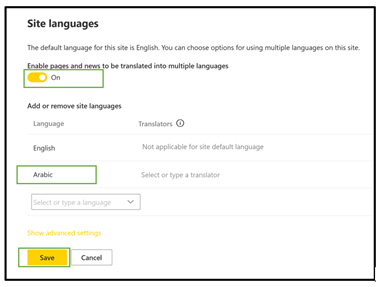 Site languages
The default language for this site is English. You can choose options for using multiple languages on this site.
Enable pages and news to be translated into multiple languages
On
Add or remove site languages
Language Translators
English Not applicable for site default language
Arabic Select or type a translator
Select or type a language
Show advanced settings
Save Cancel